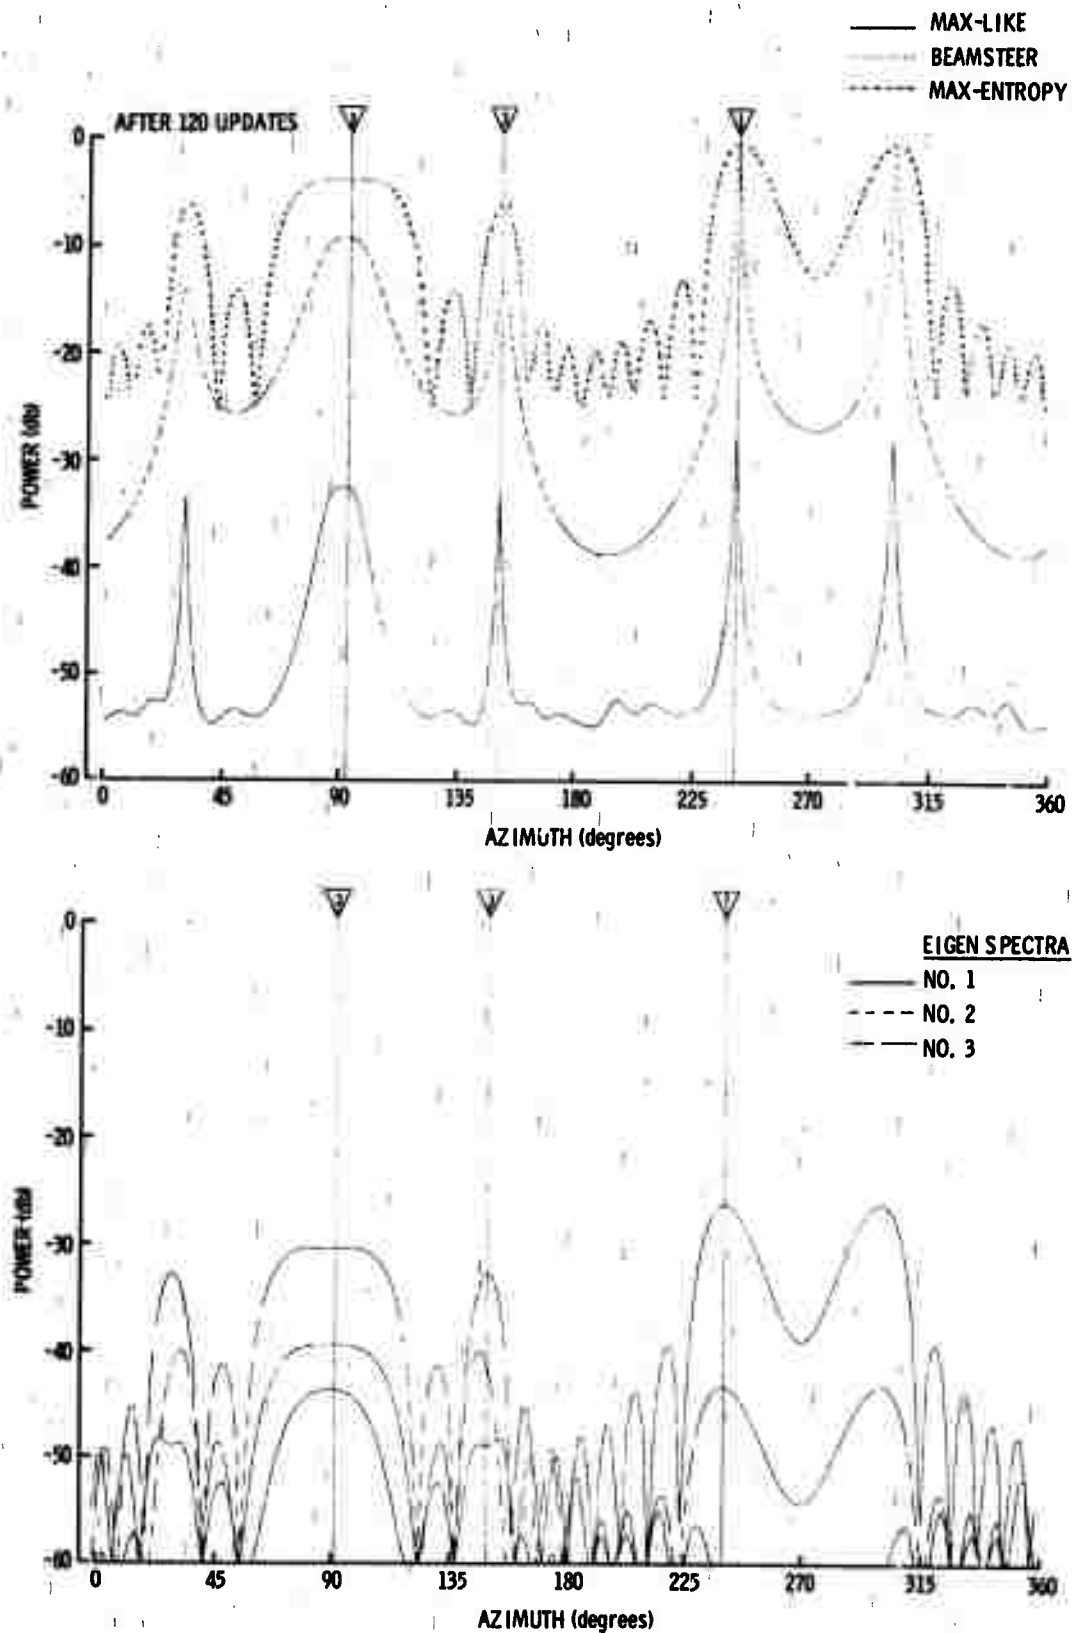 MAX-LIKE
BEAMSTEER
MAX-ENTROPY
AFTER 120 UPDATES
0
-10
-20
-30
-40
-50
-60
POWER (db)
0 45 90 135 180 225 270 315 360
AZIMUTH (degrees)
0
-10
-20
-30
-40
-50
-60
POWER (db)
EIGEN SPECTRA
NO. 1
NO. 2
NO. 3
0 45 90 135 180 225 270 315 360
AZIMUTH (degrees)